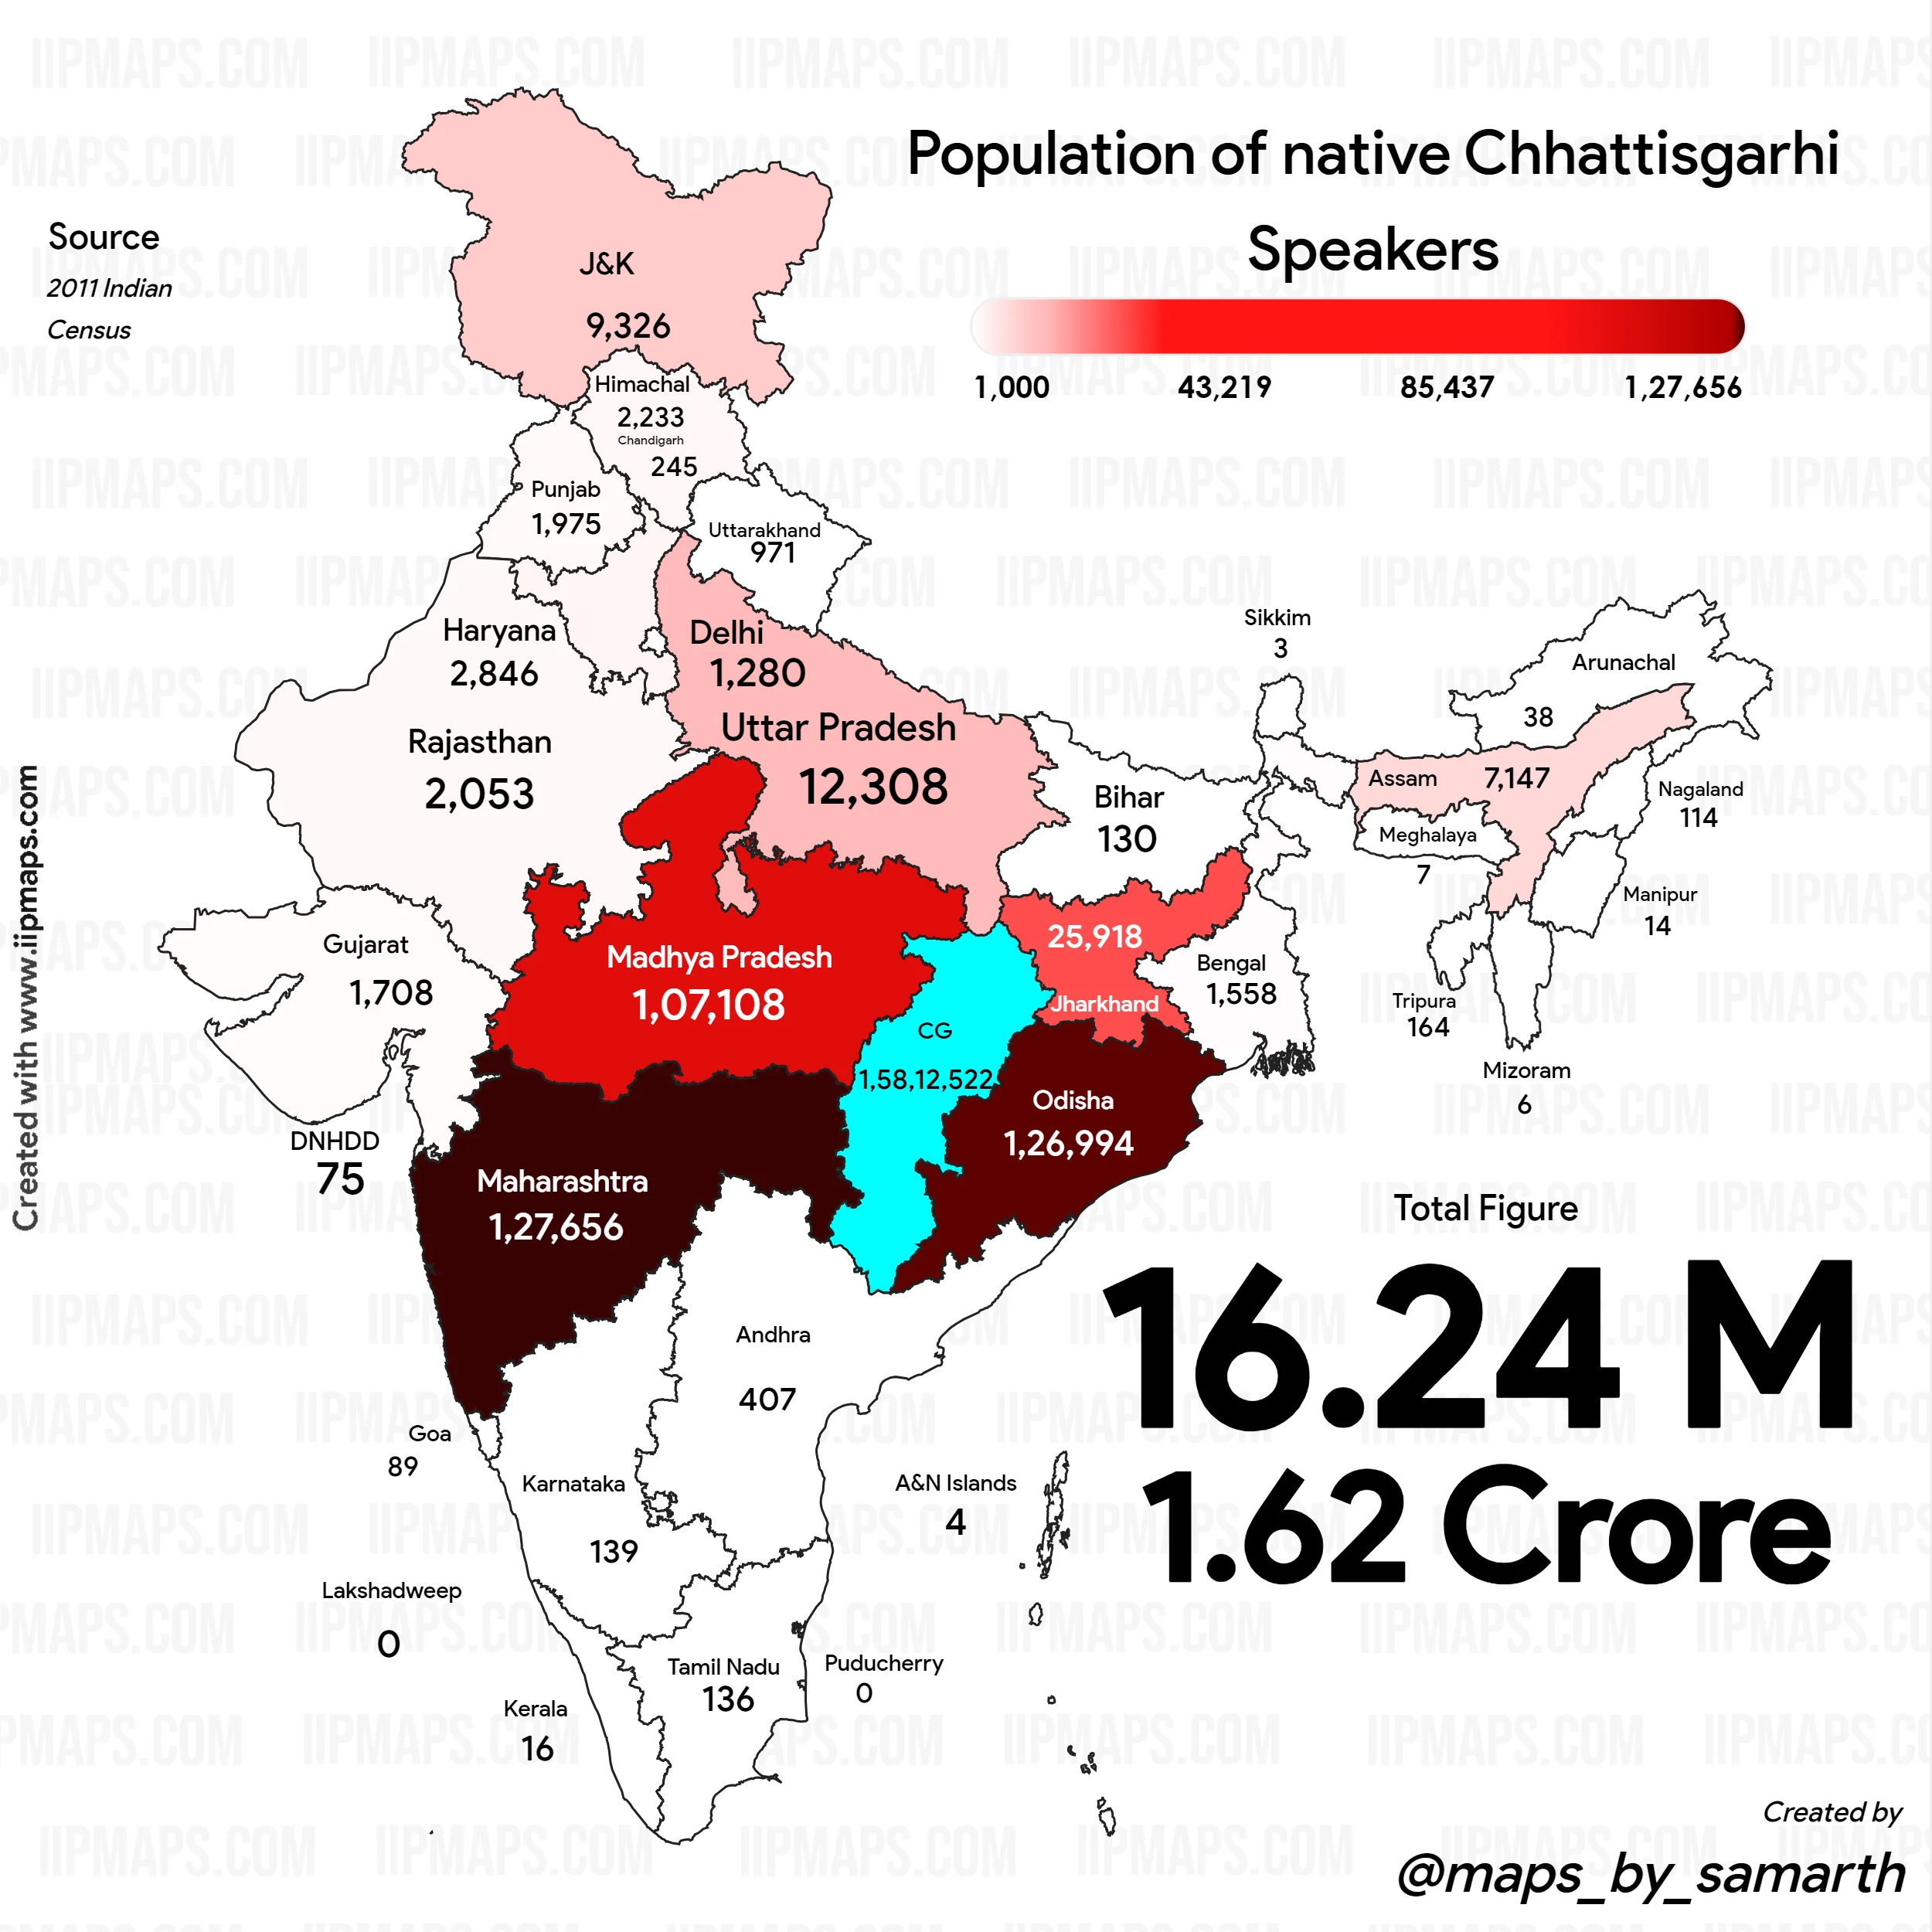 Population of native Chhattisgarhi
Speakers
1,000 43,219 85,437 1,27,656
Source
2011 Indian
Census
J&K
9,326
Himachal
2,233
Chandigarh
245
Punjab
1,975
Uttarakhand
971
Haryana
2,846
Delhi
1,280
Rajasthan
2,053
Uttar Pradesh
12,308
Bihar
130
Sikkim
3
Arunachal
38
Assam 7,147
Nagaland
114
Meghalaya
7
Manipur
14
Tripura
164
Mizoram
6
Gujarat
1,708
Madhya Pradesh
1,07,108
25,918
Jharkhand
Bengal
1,558
CG
1,58,12,522
Odisha
1,26,994
DNHDD
75
Maharashtra
1,27,656
Andhra
407
Goa
89
Karnataka
139
A&N Islands
4
Lakshadweep
0
Tamil Nadu
136
Puducherry
0
Kerala
16
Total Figure
16.24 M
1.62 Crore
Created with www.iipmaps.com
Created by
@maps_by_samarth
IIPMAPS.COM